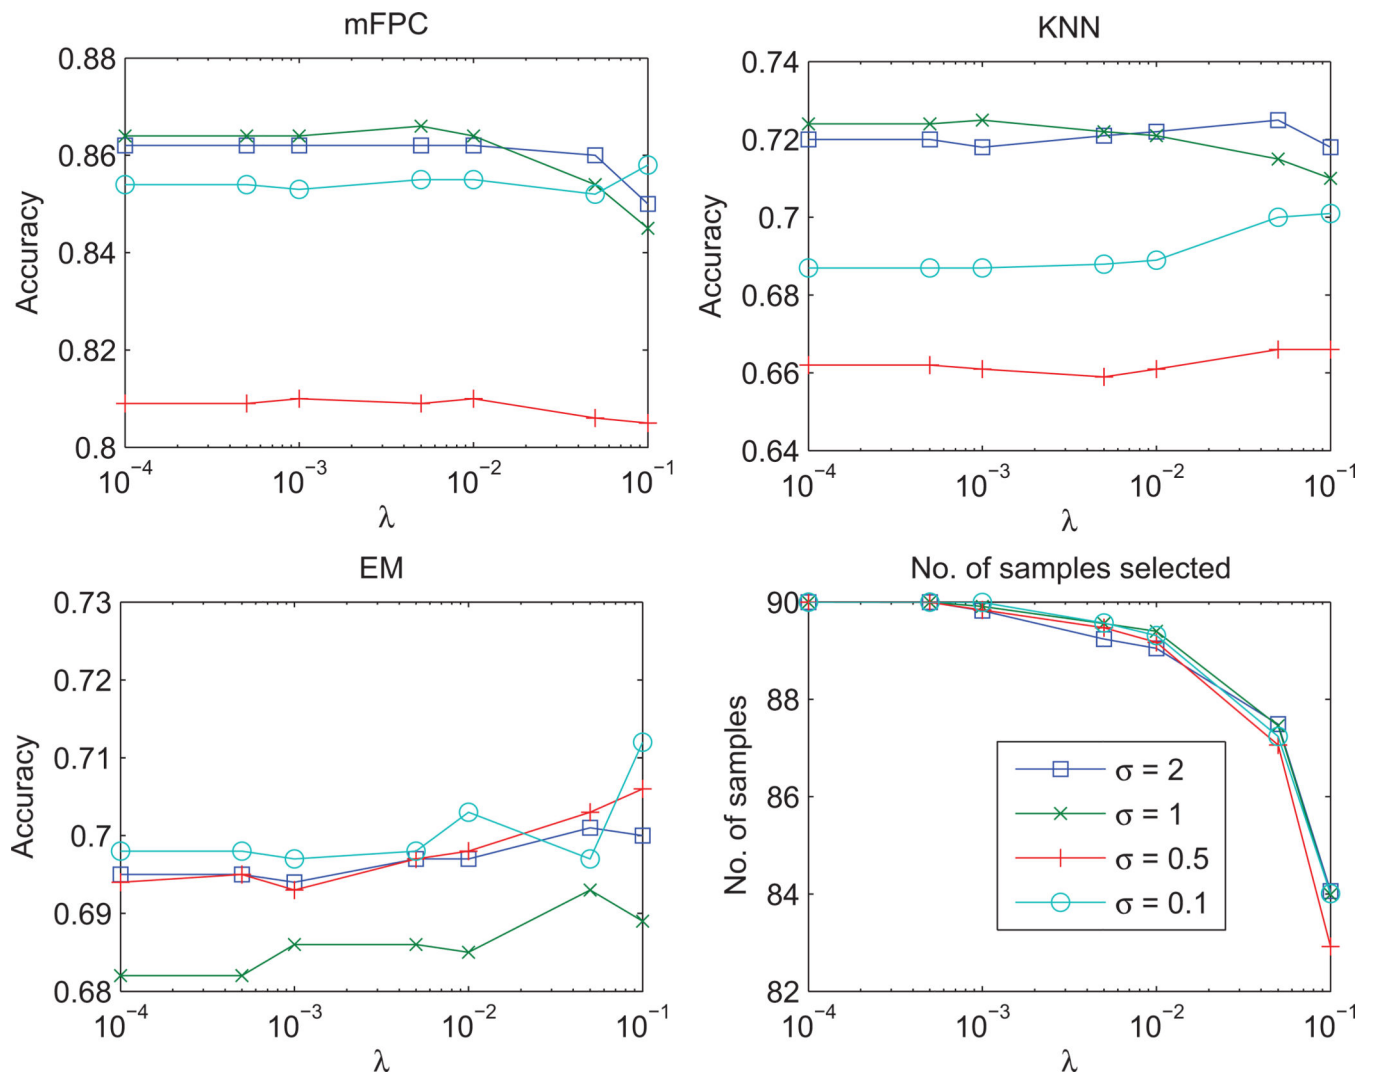 mFPC
0.88
0.86
0.84
0.82
0.8
Accuracy
10⁻⁴ 10⁻³ 10⁻² 10⁻¹
λ
KNN
0.74
0.72
0.7
0.68
0.66
0.64
Accuracy
10⁻⁴ 10⁻³ 10⁻² 10⁻¹
λ
EM
0.73
0.72
0.71
0.7
0.69
0.68
Accuracy
10⁻⁴ 10⁻³ 10⁻² 10⁻¹
λ
No. of samples selected
90
88
86
84
82
No. of samples
σ = 2
σ = 1
σ = 0.5
σ = 0.1
10⁻⁴ 10⁻³ 10⁻² 10⁻¹
λ